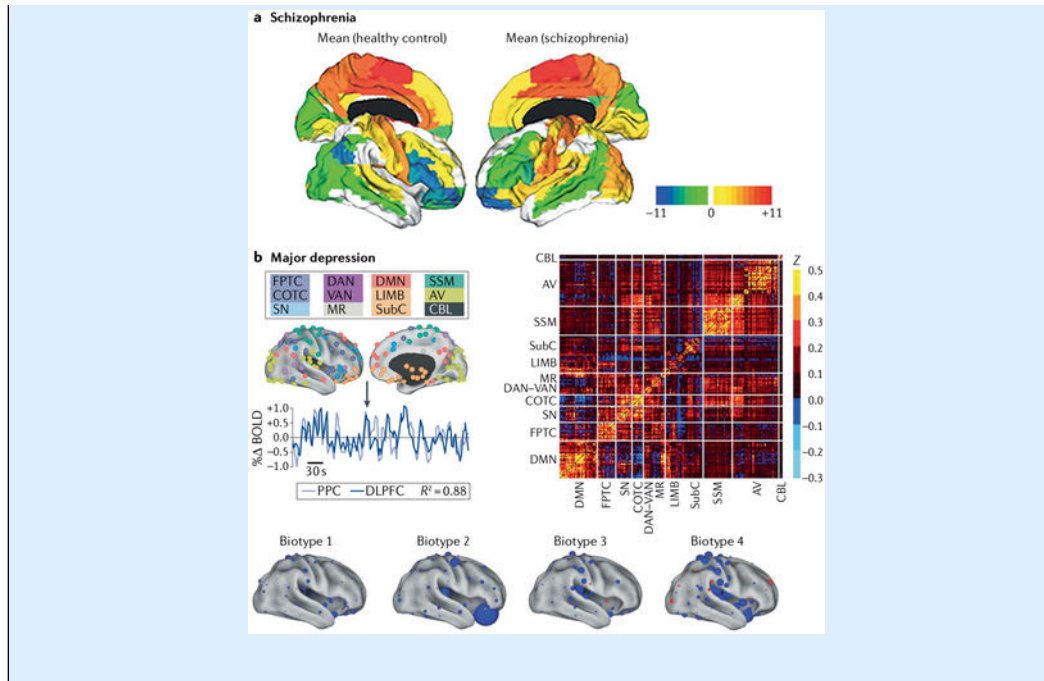 a Schizophrenia
Mean (healthy control) Mean (schizophrenia)
−11 0 +11
b Major depression
FPTC DAN DMN SSM
COTC VAN LIMB AV
SN MR SubC CBL
%Δ BOLD
+1.0
+0.5
0.0
−0.5
−1.0
30 s
PPC DLPFC R² = 0.88
CBL
AV
SSM
SubC
LIMB
MR
DAN–VAN
COTC
SN
FPTC
DMN
DMN
FPTC
SN
COTC
DAN–VAN
MR
LIMB
SubC
SSM
AV
CBL
Z
0.5
0.4
0.3
0.2
0.1
0.0
−0.1
−0.2
−0.3
Biotype 1 Biotype 2 Biotype 3 Biotype 4